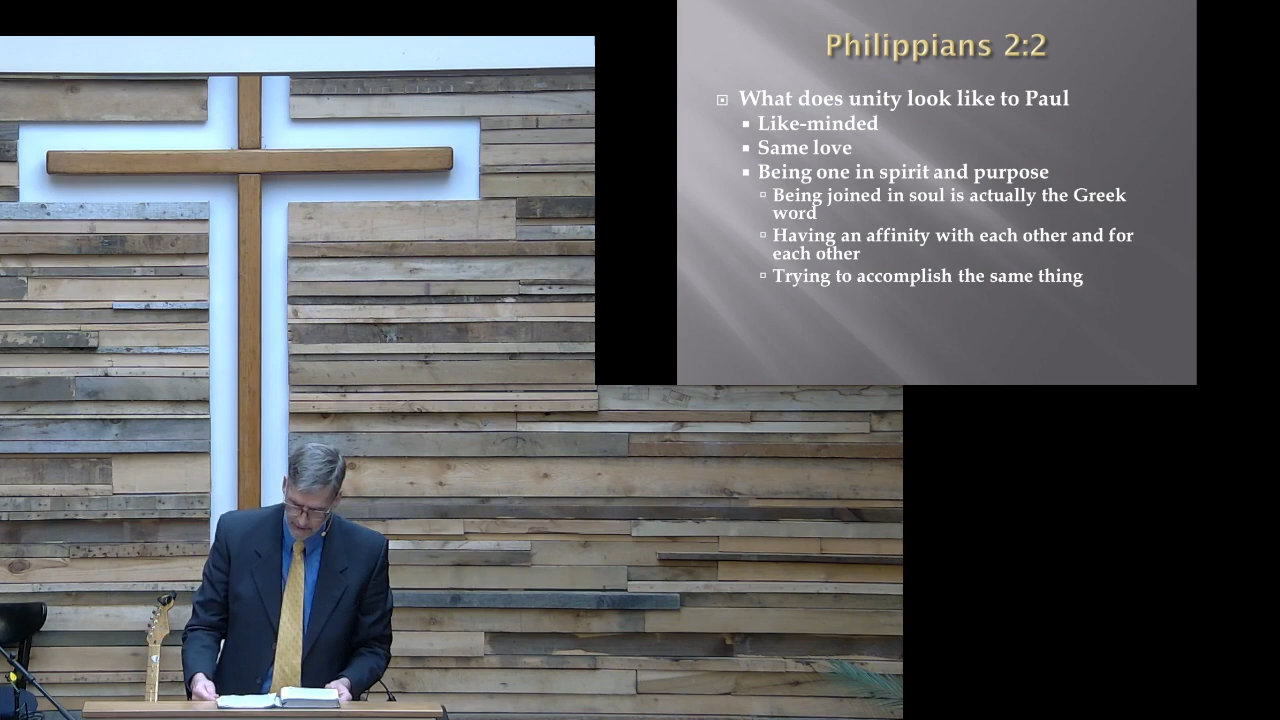 Philippians 2:2
What does unity look like to Paul
Like-minded
Same love
Being one in spirit and purpose
Being joined in soul is actually the Greek
word
Having an affinity with each other and for
each other
Trying to accomplish the same thing